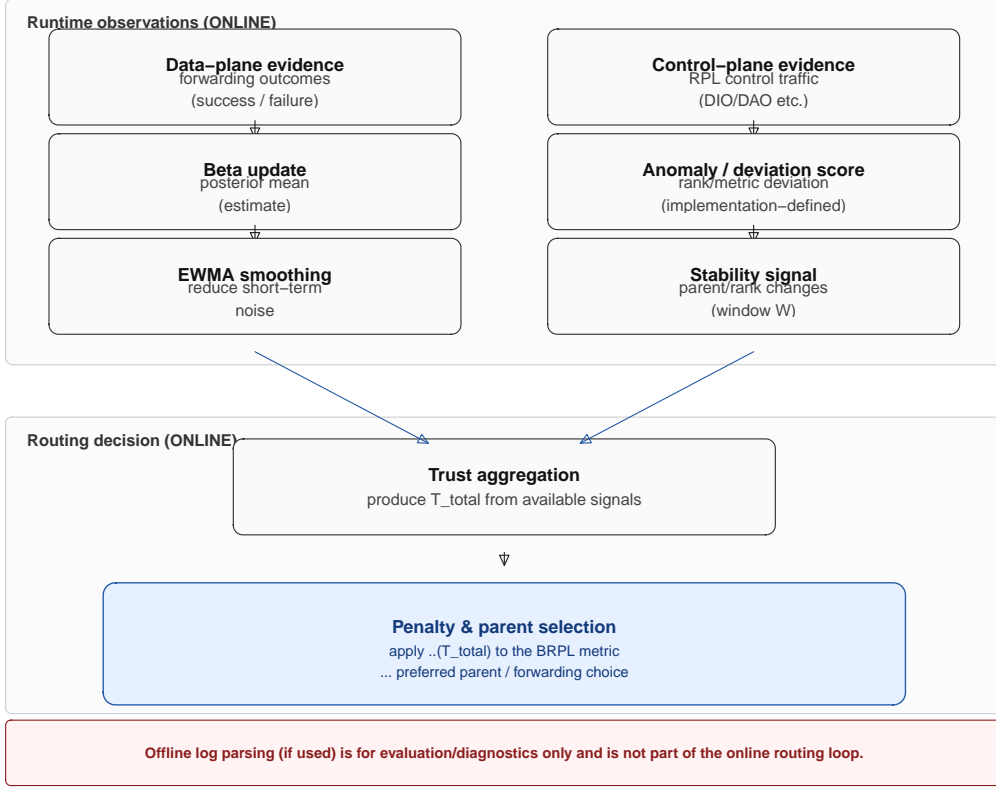 Runtime observations (ONLINE)
Data–plane evidence
forwarding outcomes
(success / failure)
Beta update
posterior mean
(estimate)
EWMA smoothing
reduce short–term
noise
Control–plane evidence
RPL control traffic
(DIO/DAO etc.)
Anomaly / deviation score
rank/metric deviation
(implementation–defined)
Stability signal
parent/rank changes
(window W)
Routing decision (ONLINE)
Trust aggregation
produce T_total from available signals
Penalty & parent selection
apply ..(T_total) to the BRPL metric
... preferred parent / forwarding choice
Offline log parsing (if used) is for evaluation/diagnostics only and is not part of the online routing loop.